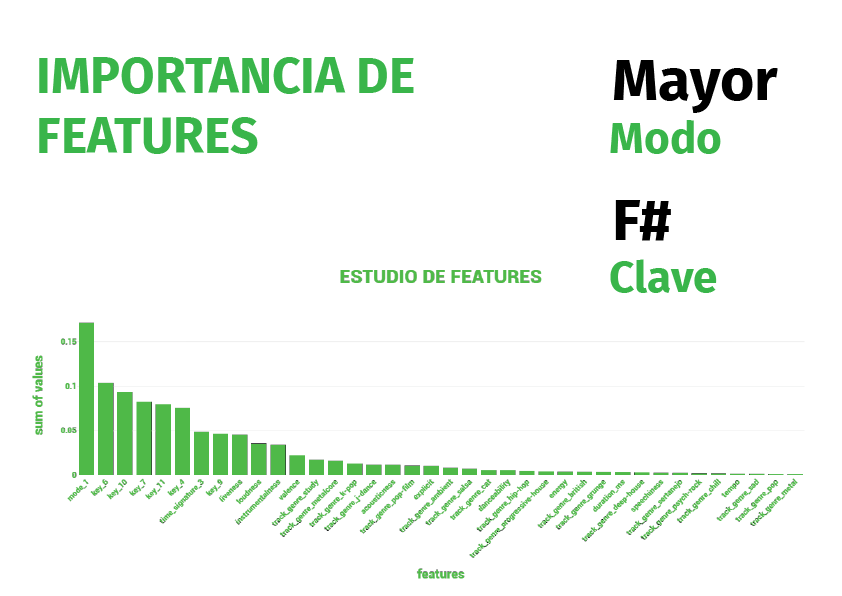 IMPORTANCIA DE
FEATURES
Mayor
Modo
F#
Clave
ESTUDIO DE FEATURES
sum of values
0.15
0.1
0.05
0
mode_1
key_6
key_10
key_7
key_11
key_4
time_signature_3
key_9
liveness
loudness
instrumentalness
valence
track_genre_study
track_genre_metalcore
track_genre_k-pop
track_genre_j-dance
acousticness
track_genre_pop-film
explicit
track_genre_ambient
track_genre_salsa
danceability
track_genre_hip-hop
track_genre_progressive-house
energy
track_genre_british
track_genre_grunge
duration_ms
track_genre_deep-house
speechiness
track_genre_sertanejo
track_genre_psych-rock
track_genre_chill
tempo
track_genre_sad
track_genre_pop
track_genre_metal
features